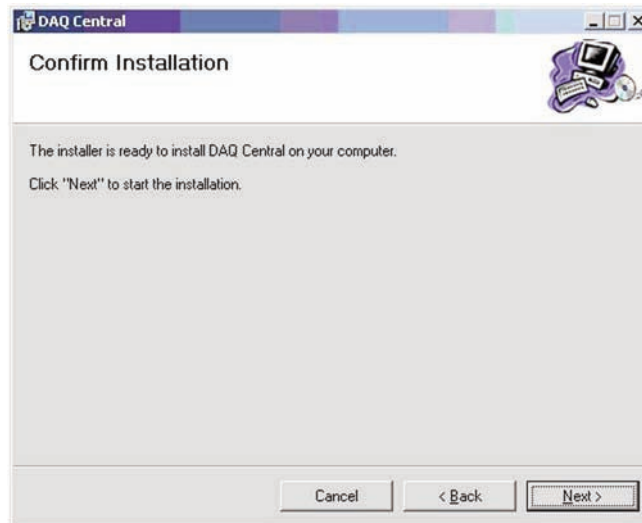 DAQ Central
Confirm Installation
The installer is ready to install DAQ Central on your computer.
Click "Next" to start the installation.
Cancel
< Back
Next >